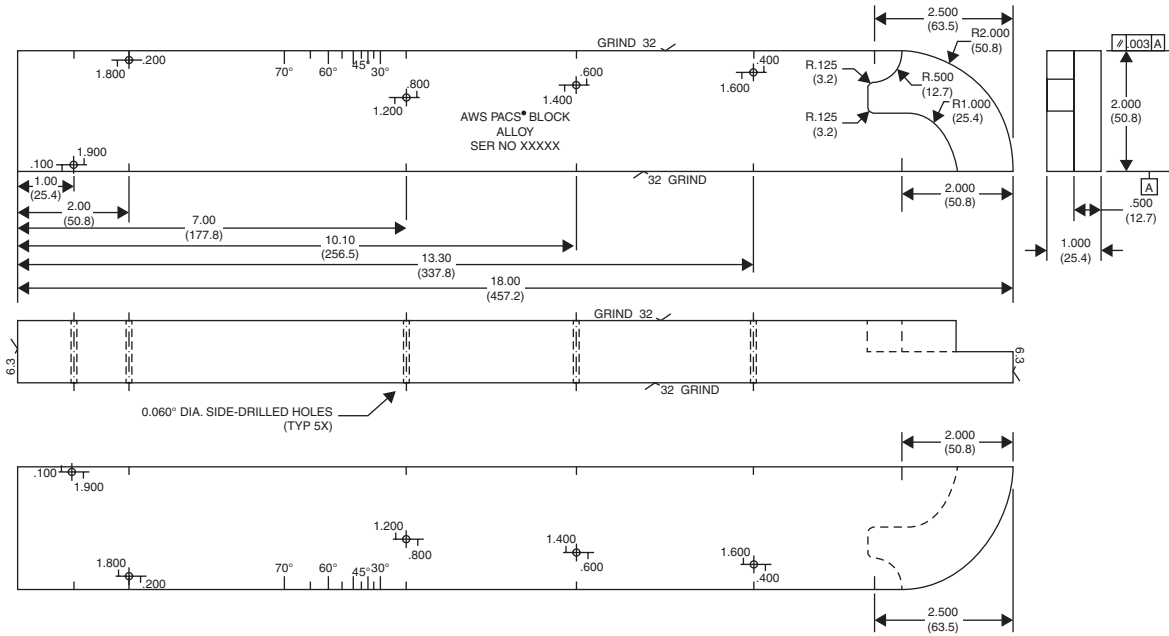 2.500
(63.5)
GRIND 32
R2.000
(50.8)
⫽ .003 A
.200
1.800
70° 60° 45° 30°
.800
1.200
.600
1.400
.400
1.600
R.125
(3.2)
R.500
(12.7)
R1.000
(25.4)
R.125
(3.2)
2.000
(50.8)
AWS PACS® BLOCK
ALLOY
SER NO XXXXX
.100
1.900
32 GRIND
A
1.00
(25.4)
2.00
(50.8)
7.00
(177.8)
10.10
(256.5)
13.30
(337.8)
18.00
(457.2)
2.000
(50.8)
.500
(12.7)
1.000
(25.4)
GRIND 32
6.3
6.3
32 GRIND
0.060° DIA. SIDE-DRILLED HOLES
(TYP 5X)
2.000
(50.8)
.100
1.900
1.200
.800
1.400
.600
1.600
.400
1.800
.200
70° 60° 45° 30°
2.500
(63.5)